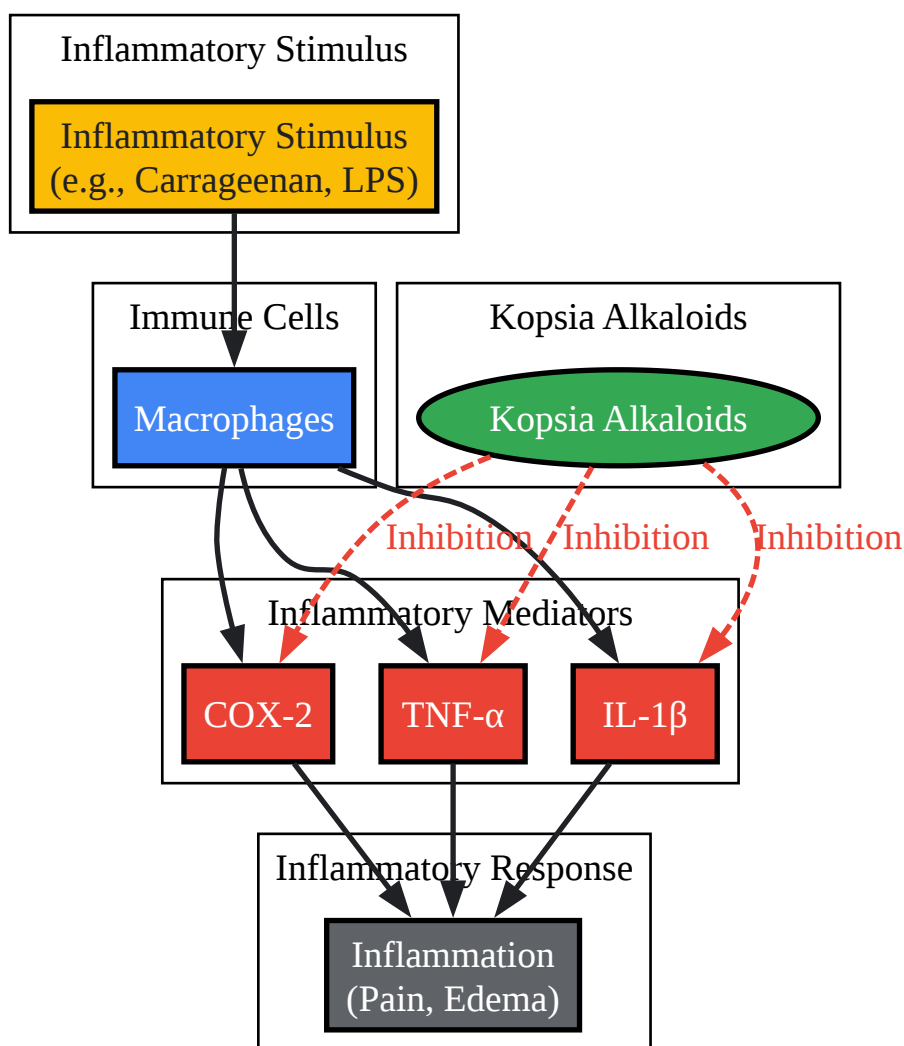 Inflammatory Stimulus
Inflammatory Stimulus
(e.g., Carrageenan, LPS)
Immune Cells
Kopsia Alkaloids
Macrophages
Kopsia Alkaloids
Inhibition
Inhibition
Inhibition
Inflammatory Mediators
COX-2
TNF-α
IL-1β
Inflammatory Response
Inflammation
(Pain, Edema)